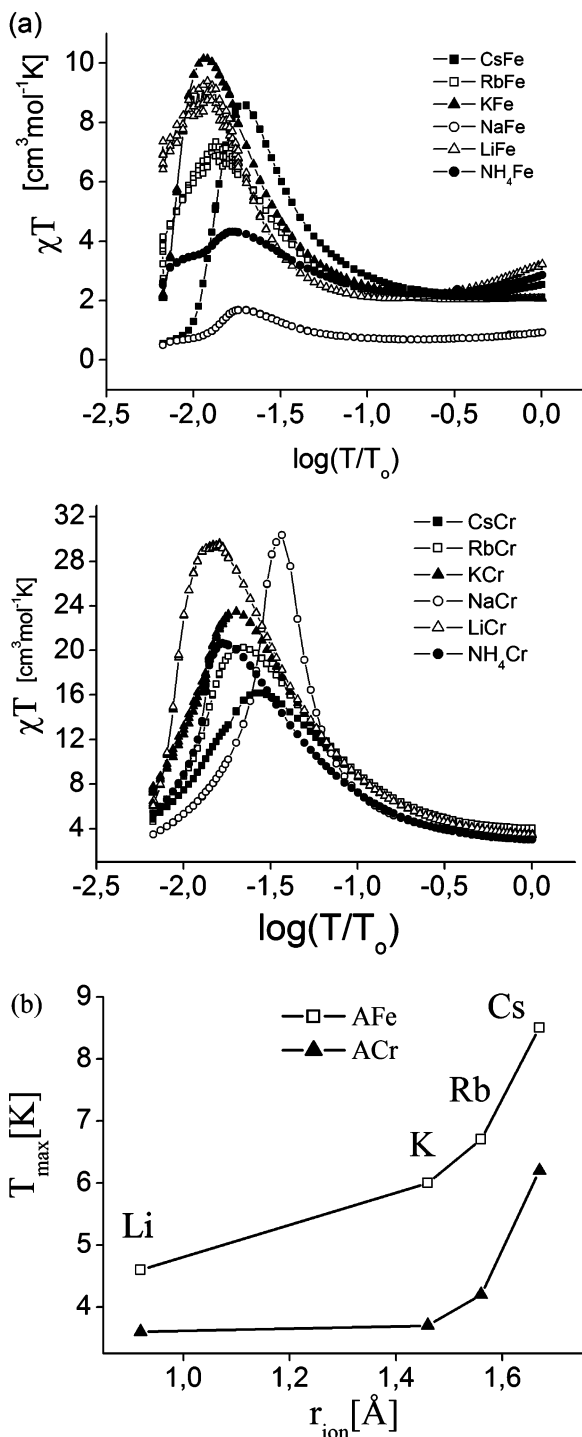 (a)
CsFe
RbFe
KFe
NaFe
LiFe
NH₄Fe
χT [cm³mol⁻¹K]
10
8
6
4
2
0
-2,5 -2,0 -1,5 -1,0 -0,5 0,0
log(T/Tₒ)
CsCr
RbCr
KCr
NaCr
LiCr
NH₄Cr
χT [cm³mol⁻¹K]
32
28
24
20
16
12
8
4
-2,5 -2,0 -1,5 -1,0 -0,5 0,0
log(T/Tₒ)
(b)
AFe
ACr
Cs
Rb
K
Li
Tmax[K]
9
8
7
6
5
4
1,0 1,2 1,4 1,6
rion[Å]